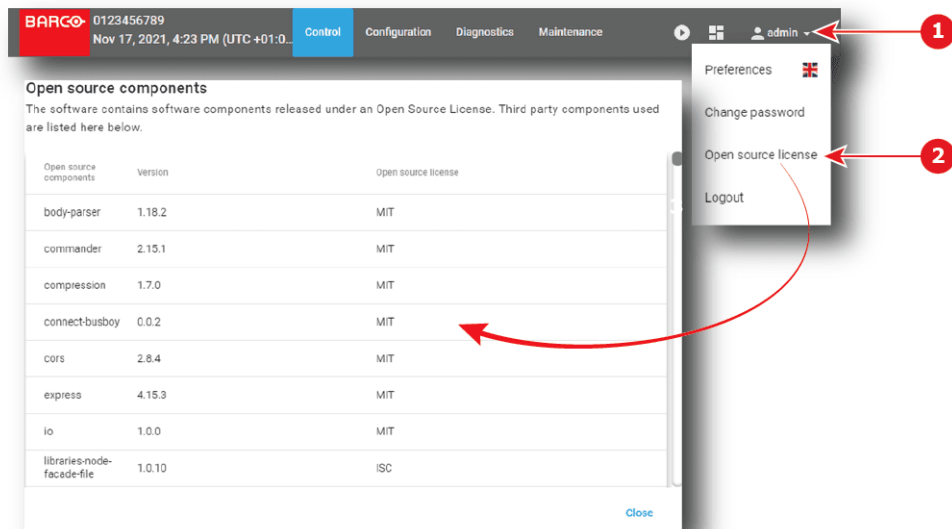 BARCO
0123456789
Nov 17, 2021, 4:23 PM (UTC +01:0...
Control
Configuration
Diagnostics
Maintenance
admin
1
Preferences
Change password
Open source license
2
Logout
Open source components
The software contains software components released under an Open Source License. Third party components used
are listed here below.
Open source
components
Version
Open source license
body-parser 1.18.2 MIT
commander 2.15.1 MIT
compression 1.7.0 MIT
connect-busboy 0.0.2 MIT
cors 2.8.4 MIT
express 4.15.3 MIT
io 1.0.0 MIT
libraries-node-
facade-file 1.0.10 ISC
Close